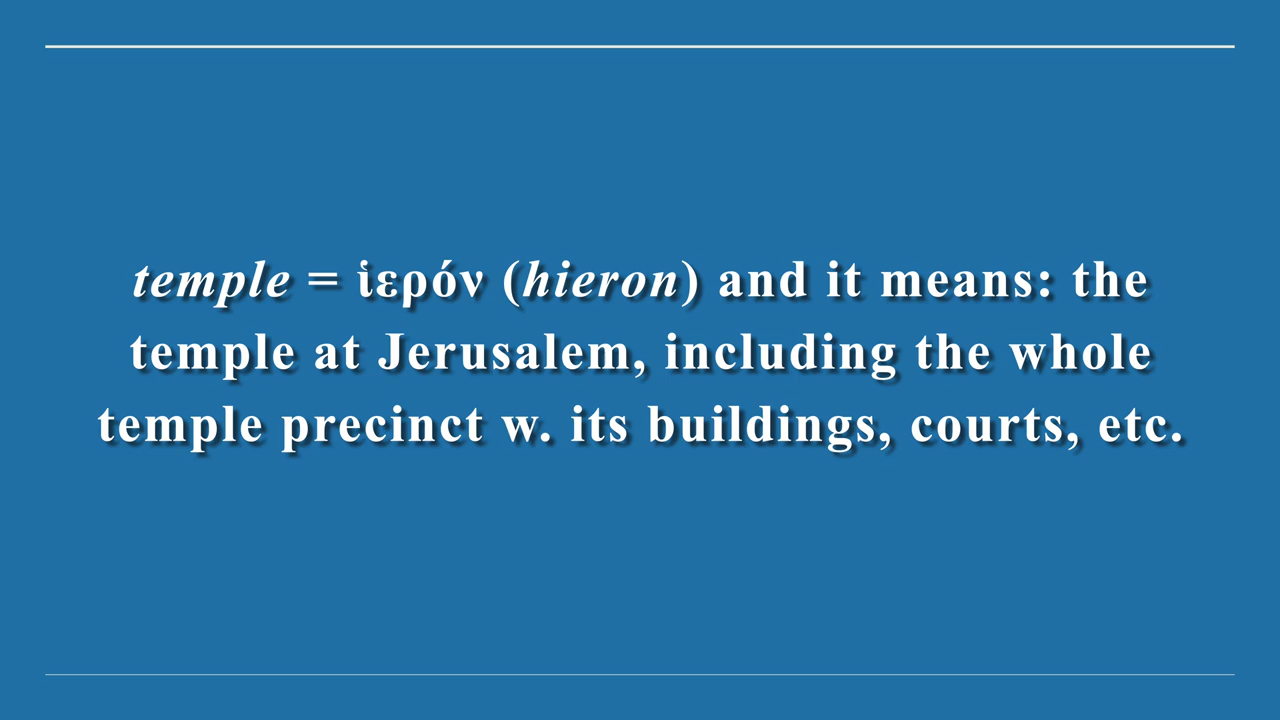 temple = ἱερόν (hieron) and it means: the
temple at Jerusalem, including the whole
temple precinct w. its buildings, courts, etc.